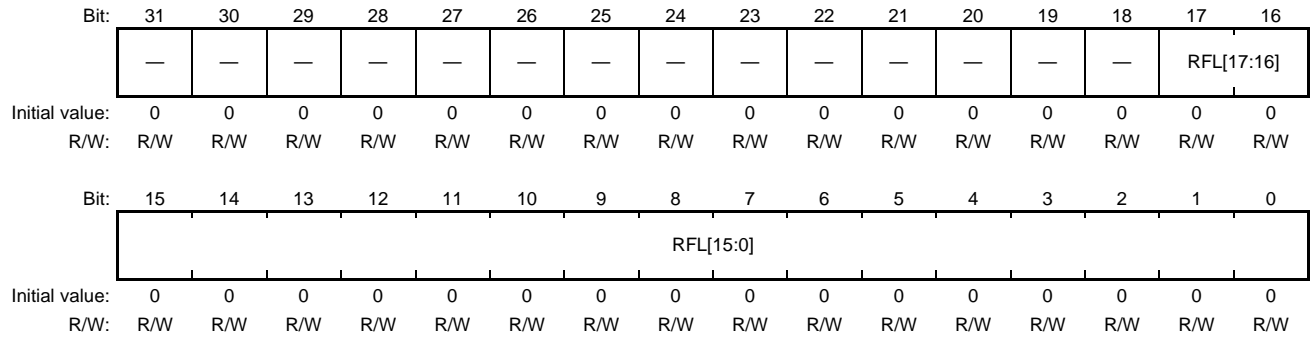 Bit: 31 30 29 28 27 26 25 24 23 22 21 20 19 18 17 16
— — — — — — — — — — — — — — RFL[17:16]
Initial value: 0 0 0 0 0 0 0 0 0 0 0 0 0 0 0 0
R/W: R/W R/W R/W R/W R/W R/W R/W R/W R/W R/W R/W R/W R/W R/W R/W R/W
Bit: 15 14 13 12 11 10 9 8 7 6 5 4 3 2 1 0
RFL[15:0]
Initial value: 0 0 0 0 0 0 0 0 0 0 0 0 0 0 0 0
R/W: R/W R/W R/W R/W R/W R/W R/W R/W R/W R/W R/W R/W R/W R/W R/W R/W